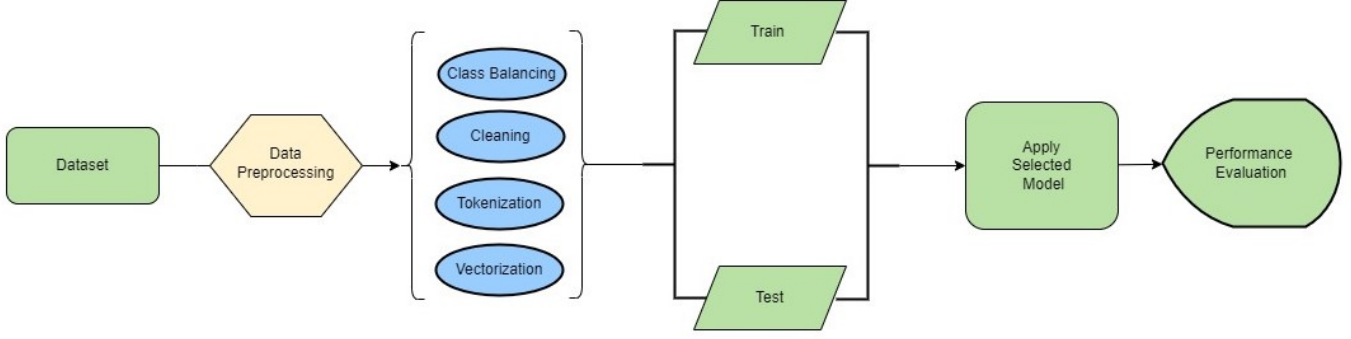 Dataset
Data
Preprocessing
Class Balancing
Cleaning
Tokenization
Vectorization
Train
Test
Apply
Selected
Model
Performance
Evaluation